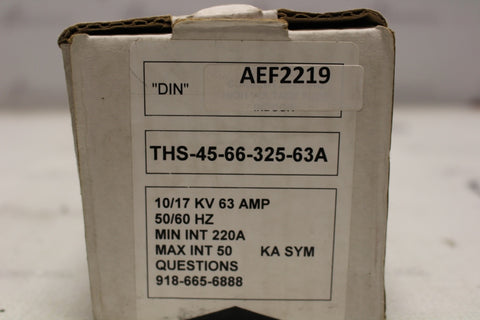 "DIN" AEF2219
THS-45-66-325-63A
10/17 KV 63 AMP
50/60 HZ
MIN INT 220A
MAX INT 50 KA SYM
QUESTIONS
918-665-6888